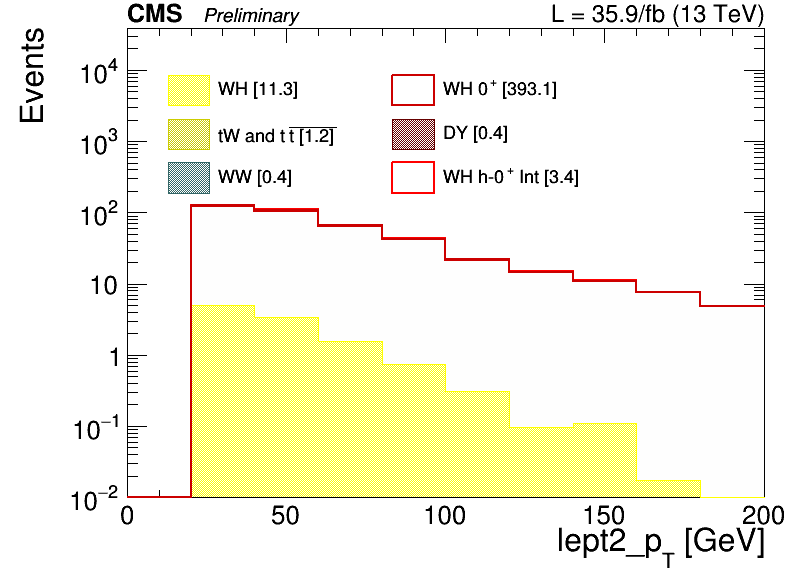 CMS Preliminary L = 35.9/fb (13 TeV)
Events
10⁴
10³
10²
10
1
10⁻¹
10⁻²
WH [11.3] WH 0⁺ [393.1]
tW and t t̅ [1.2] DY [0.4]
WW [0.4] WH h-0⁺ Int [3.4]
0 50 100 150 200
lept2_p_T [GeV]